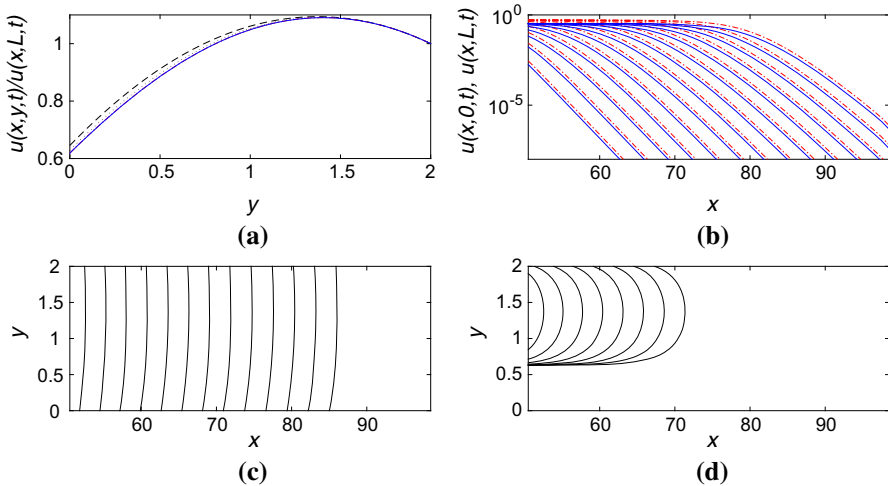 u(x,y,t)/u(x,L,t)
1
0.8
0.6
0 0.5 1 1.5 2
y
(a)
u(x,0,t), u(x,L,t)
10^0
10^-5
60 70 80 90
x
(b)
y
2
1.5
1
0.5
0
60 70 80 90
x
(c)
y
2
1.5
1
0.5
0
60 70 80 90
x
(d)